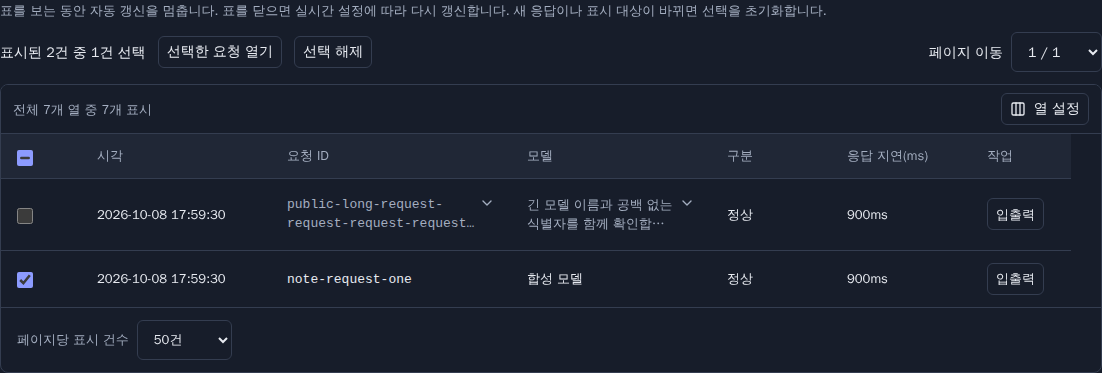 표를 보는 동안 자동 갱신을 멈춥니다. 표를 닫으면 실시간 설정에 따라 다시 갱신합니다. 새 응답이나 표시 대상이 바뀌면 선택을 초기화합니다.
표시된 2건 중 1건 선택 선택한 요청 열기 선택 해제 페이지 이동 1 / 1
전체 7개 열 중 7개 표시 열 설정
시각 요청 ID 모델 구분 응답 지연(ms) 작업
2026-10-08 17:59:30 public-long-request-request-request-request… 긴 모델 이름과 공백 없는 식별자를 함께 확인합… 정상 900ms 입출력
2026-10-08 17:59:30 note-request-one 합성 모델 정상 900ms 입출력
페이지당 표시 건수 50건